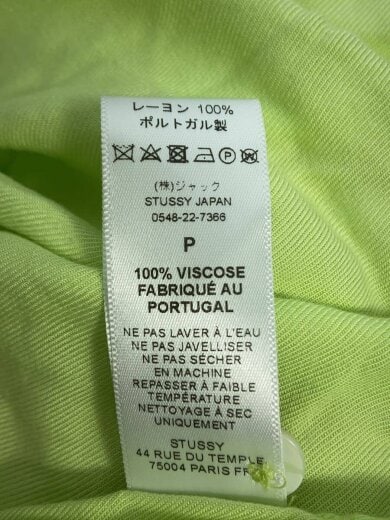 レーヨン 100%
ポルトガル製
(株)ジャック
STUSSY JAPAN
0548-22-7366
P
100% VISCOSE
FABRIQUÉ AU
PORTUGAL
NE PAS LAVER À L'EAU
NE PAS JAVELLISER
NE PAS SÉCHER
EN MACHINE
REPASSER À FAIBLE
TEMPÉRATURE
NETTOYAGE À SEC
UNIQUEMENT
STUSSY
44 RUE DU TEMPLE
75004 PARIS